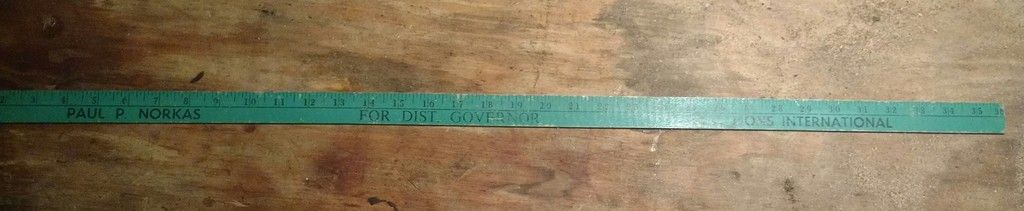 2 3 4 5 6 7 8 9 10 11 12 13 14 15 16 17 18 19 20 21 28 29 30 31 32 33 34 35 36
PAUL P. NORKAS FOR DIST. GOVERNOR INTERNATIONAL